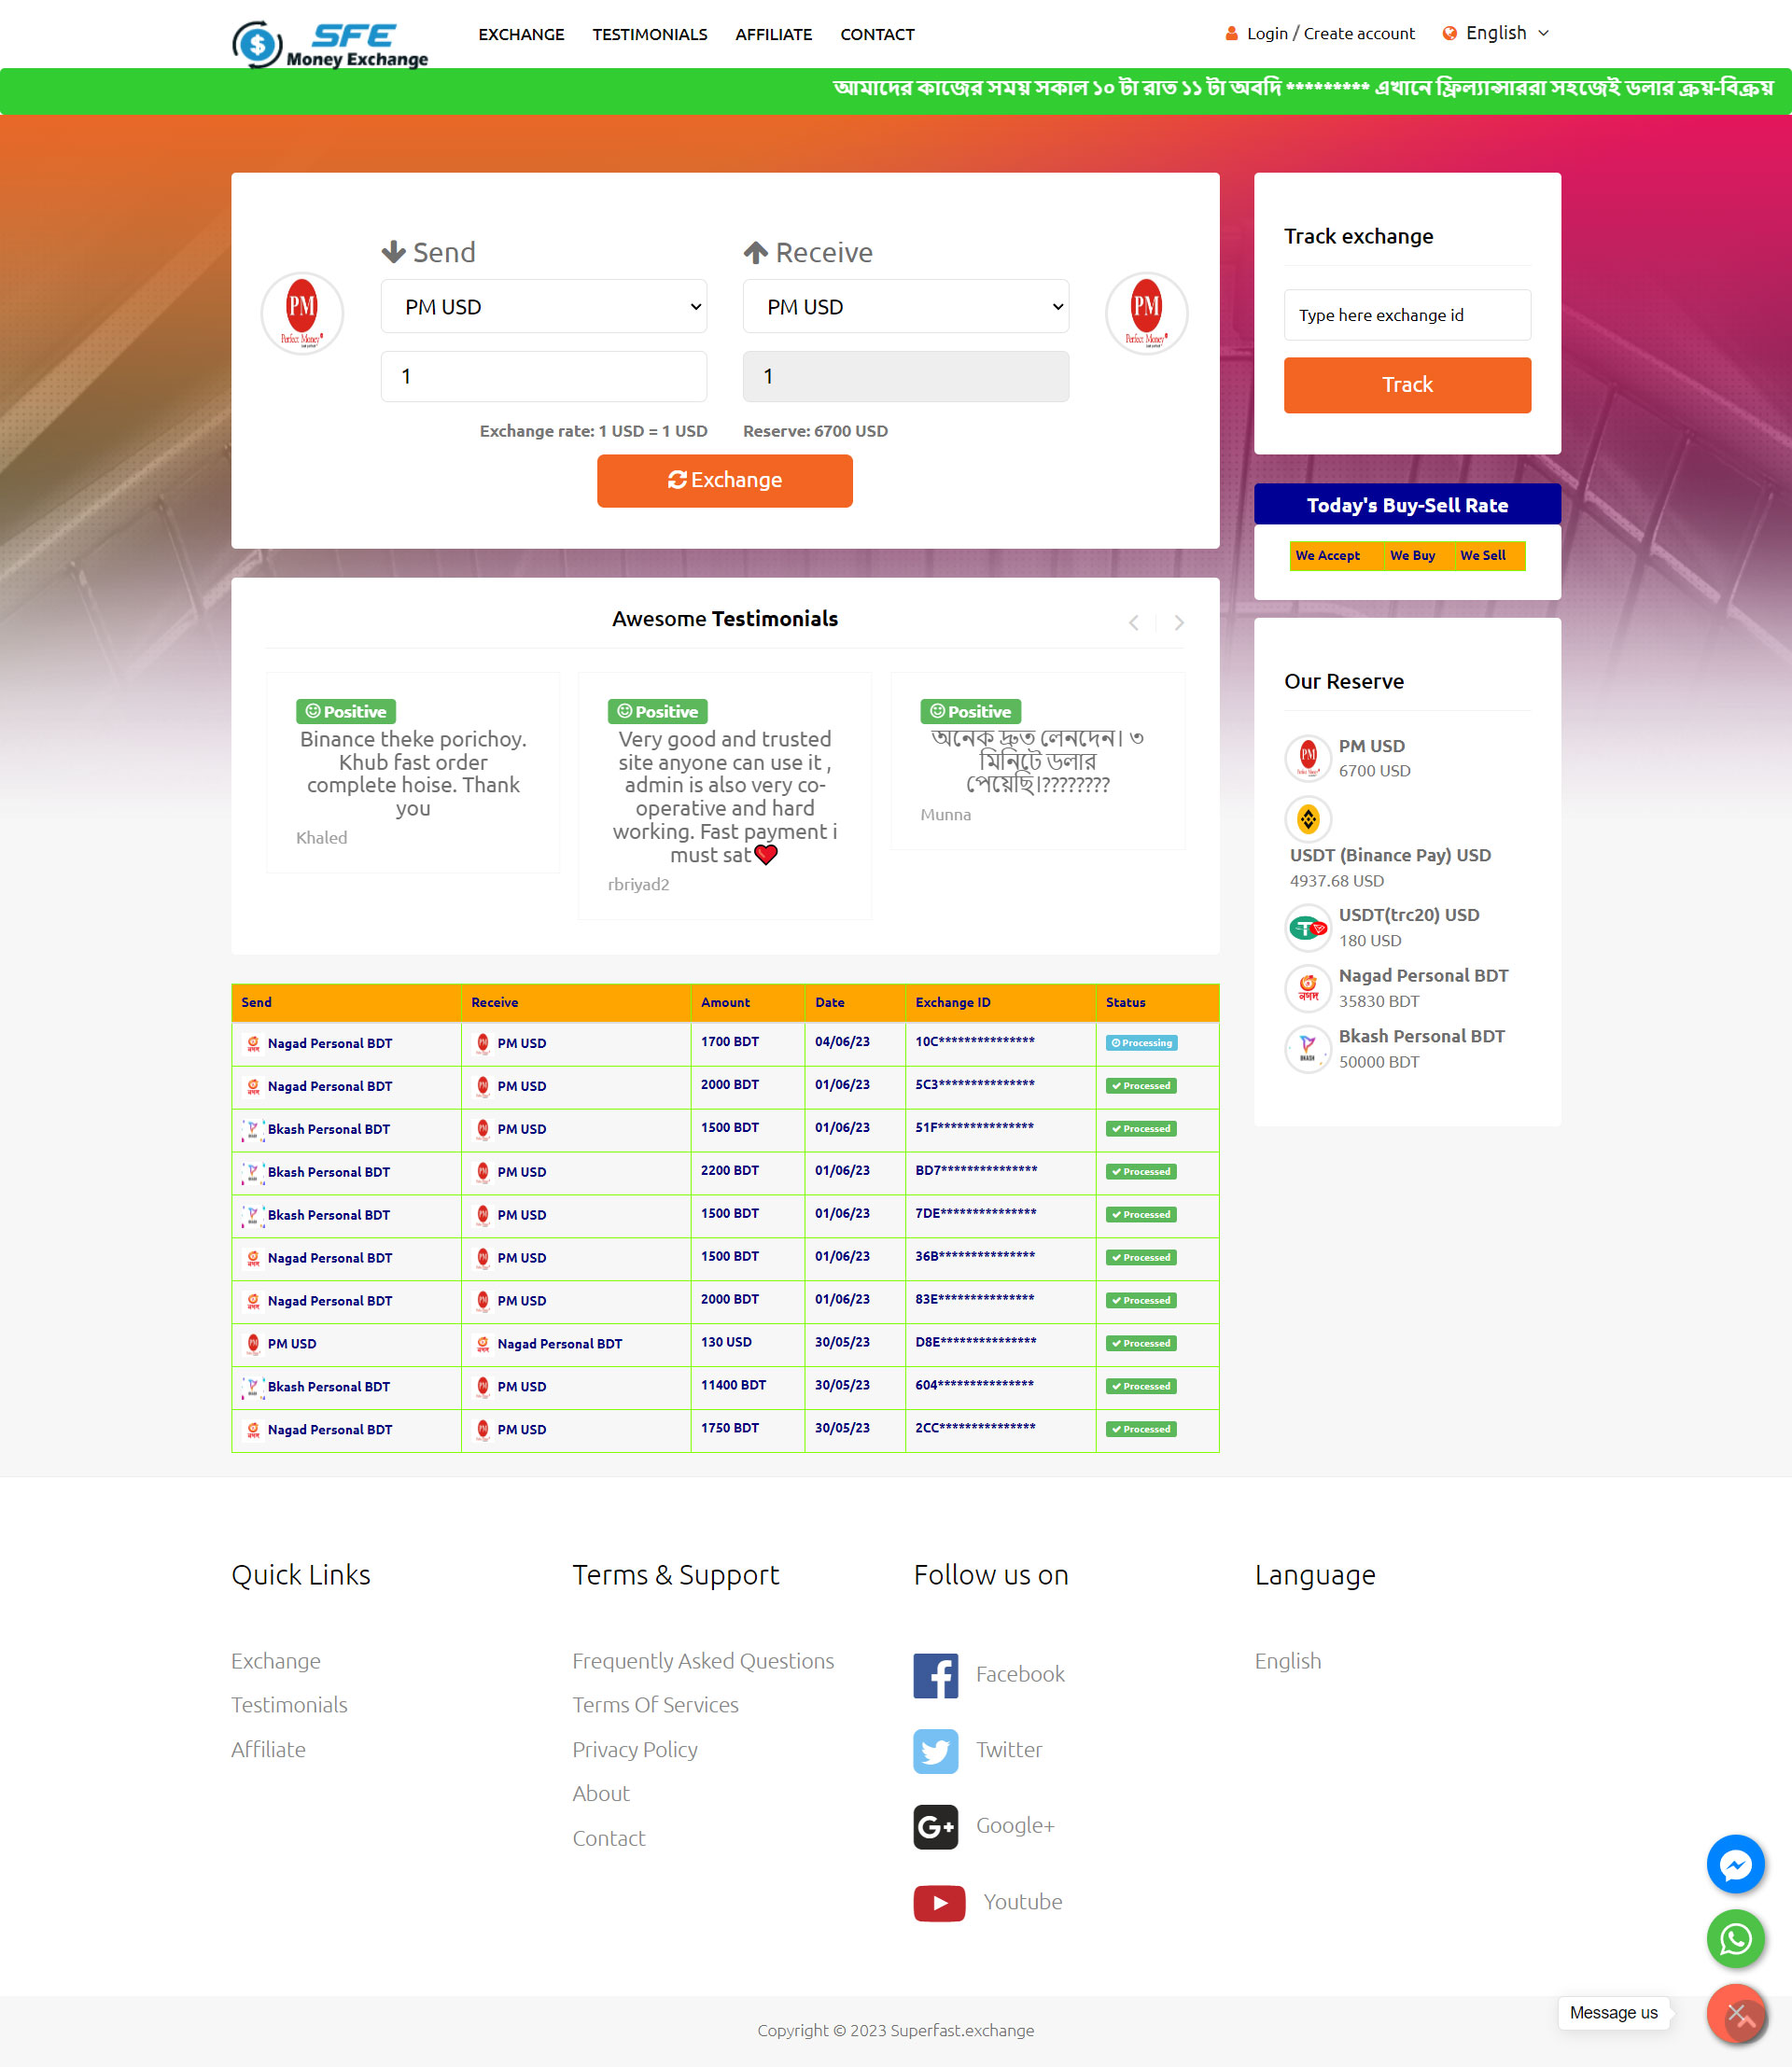 SFE
Money Exchange
EXCHANGE TESTIMONIALS AFFILIATE CONTACT
Login / Create account English
আমাদের কাজের সময় সকাল ১০ টা রাত ১১ টা অবদি ********* এখানে ফ্রিল্যান্সাররা সহজেই ডলার ক্রয়-বিক্রয়
Send
Receive
PM
Perfect Money
PM USD
PM USD
PM
Perfect Money
1
1
Exchange rate: 1 USD = 1 USD
Reserve: 6700 USD
Exchange
Track exchange
Type here exchange id
Track
Today's Buy-Sell Rate
We Accept We Buy We Sell
Awesome Testimonials
Positive
Binance theke porichoy.
Khub fast order
complete hoise. Thank
you
Khaled
Positive
Very good and trusted
site anyone can use it ,
admin is also very co-
operative and hard
working. Fast payment i
must sat❤
rbriyad2
Positive
অনেক দ্রুত লেনদেন। ৩
মিনিটে ডলার
পেয়েছি।????????
Munna
Our Reserve
PM USD
6700 USD
USDT (Binance Pay) USD
4937.68 USD
USDT(trc20) USD
180 USD
Nagad Personal BDT
35830 BDT
Bkash Personal BDT
50000 BDT
Send Receive Amount Date Exchange ID Status
Nagad Personal BDT PM USD 1700 BDT 04/06/23 10C*************** Processing
Nagad Personal BDT PM USD 2000 BDT 01/06/23 5C3*************** Processed
Bkash Personal BDT PM USD 1500 BDT 01/06/23 51F*************** Processed
Bkash Personal BDT PM USD 2200 BDT 01/06/23 BD7*************** Processed
Bkash Personal BDT PM USD 1500 BDT 01/06/23 7DE*************** Processed
Nagad Personal BDT PM USD 1500 BDT 01/06/23 36B*************** Processed
Nagad Personal BDT PM USD 2000 BDT 01/06/23 83E*************** Processed
PM USD Nagad Personal BDT 130 USD 30/05/23 D8E*************** Processed
Bkash Personal BDT PM USD 11400 BDT 30/05/23 604*************** Processed
Nagad Personal BDT PM USD 1750 BDT 30/05/23 2CC*************** Processed
Quick Links
Exchange
Testimonials
Affiliate
Terms & Support
Frequently Asked Questions
Terms Of Services
Privacy Policy
About
Contact
Follow us on
Facebook
Twitter
Google+
Youtube
Language
English
Message us
Copyright © 2023 Superfast.exchange